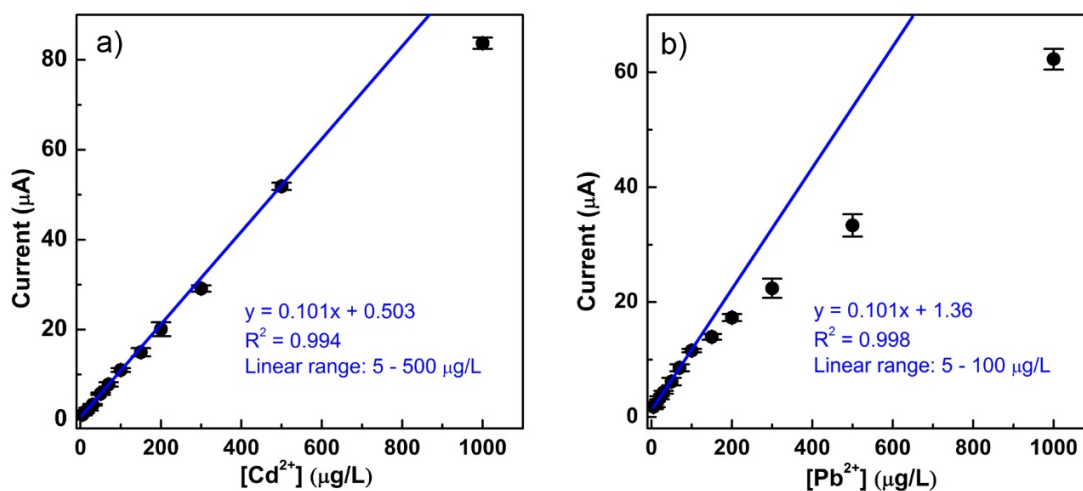 a)
80
60
40
20
0
Current (μA)
y = 0.101x + 0.503
R² = 0.994
Linear range: 5 - 500 μg/L
0 200 400 600 800 1000
[Cd²⁺] (μg/L)
b)
60
40
20
0
Current (μA)
y = 0.101x + 1.36
R² = 0.998
Linear range: 5 - 100 μg/L
0 200 400 600 800 1000
[Pb²⁺] (μg/L)